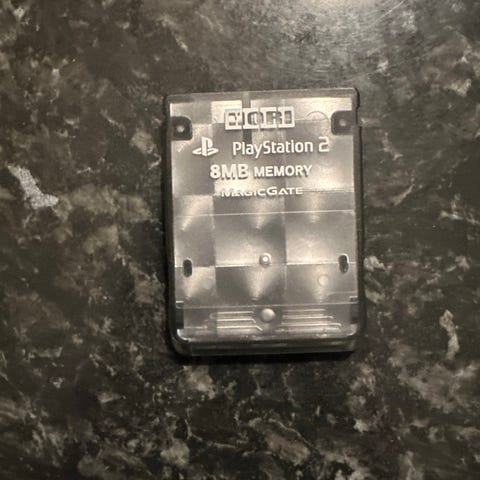 HORI
PlayStation 2
8MB MEMORY
MAGICGATE